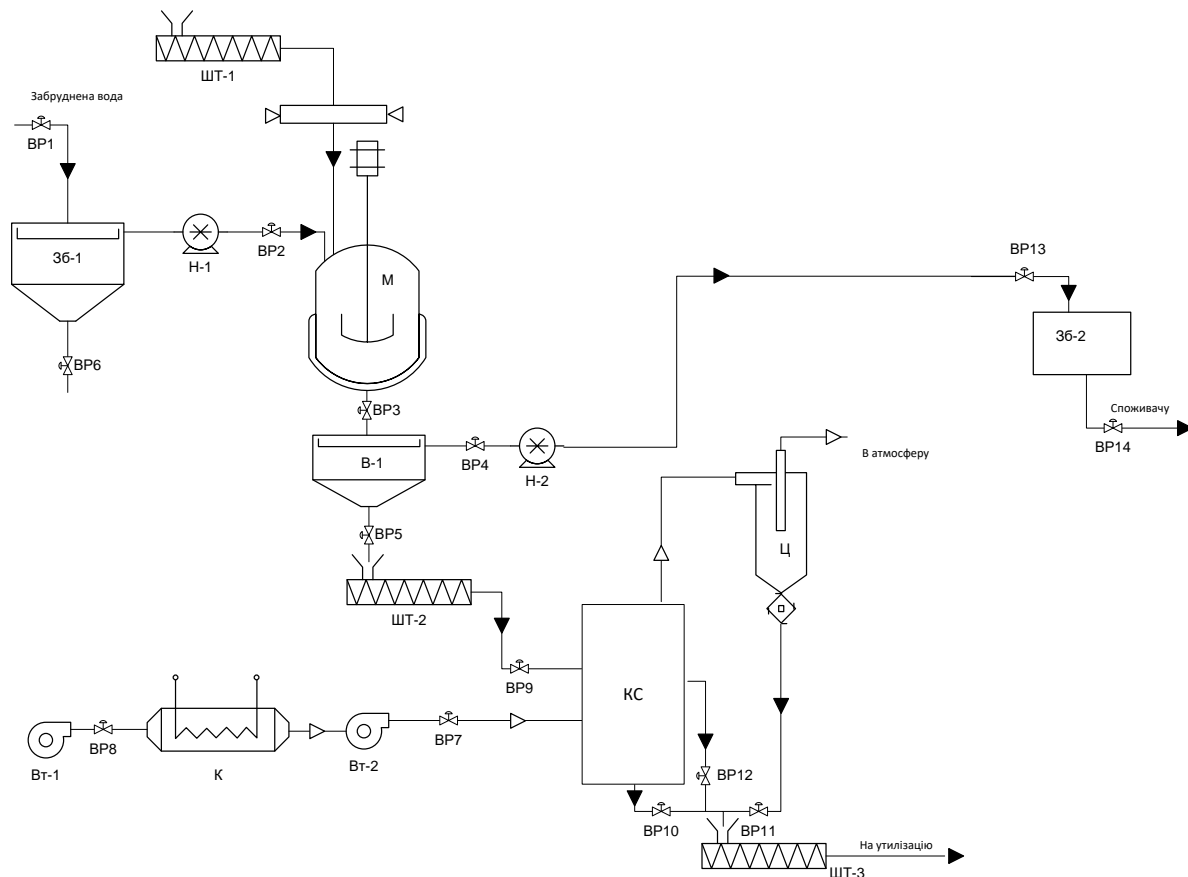 ШТ-1
Забруднена вода
ВР1
Зб-1
Н-1
ВР2
М
ВР13
Зб-2
ВР6
ВР3
Споживачу
ВР14
В-1
ВР4
Н-2
В атмосферу
ВР5
Ц
ШТ-2
ВР9
КС
ВР8
ВР7
Вт-1
К
Вт-2
ВР12
ВР10
ВР11
На утилізацію
ШТ-3